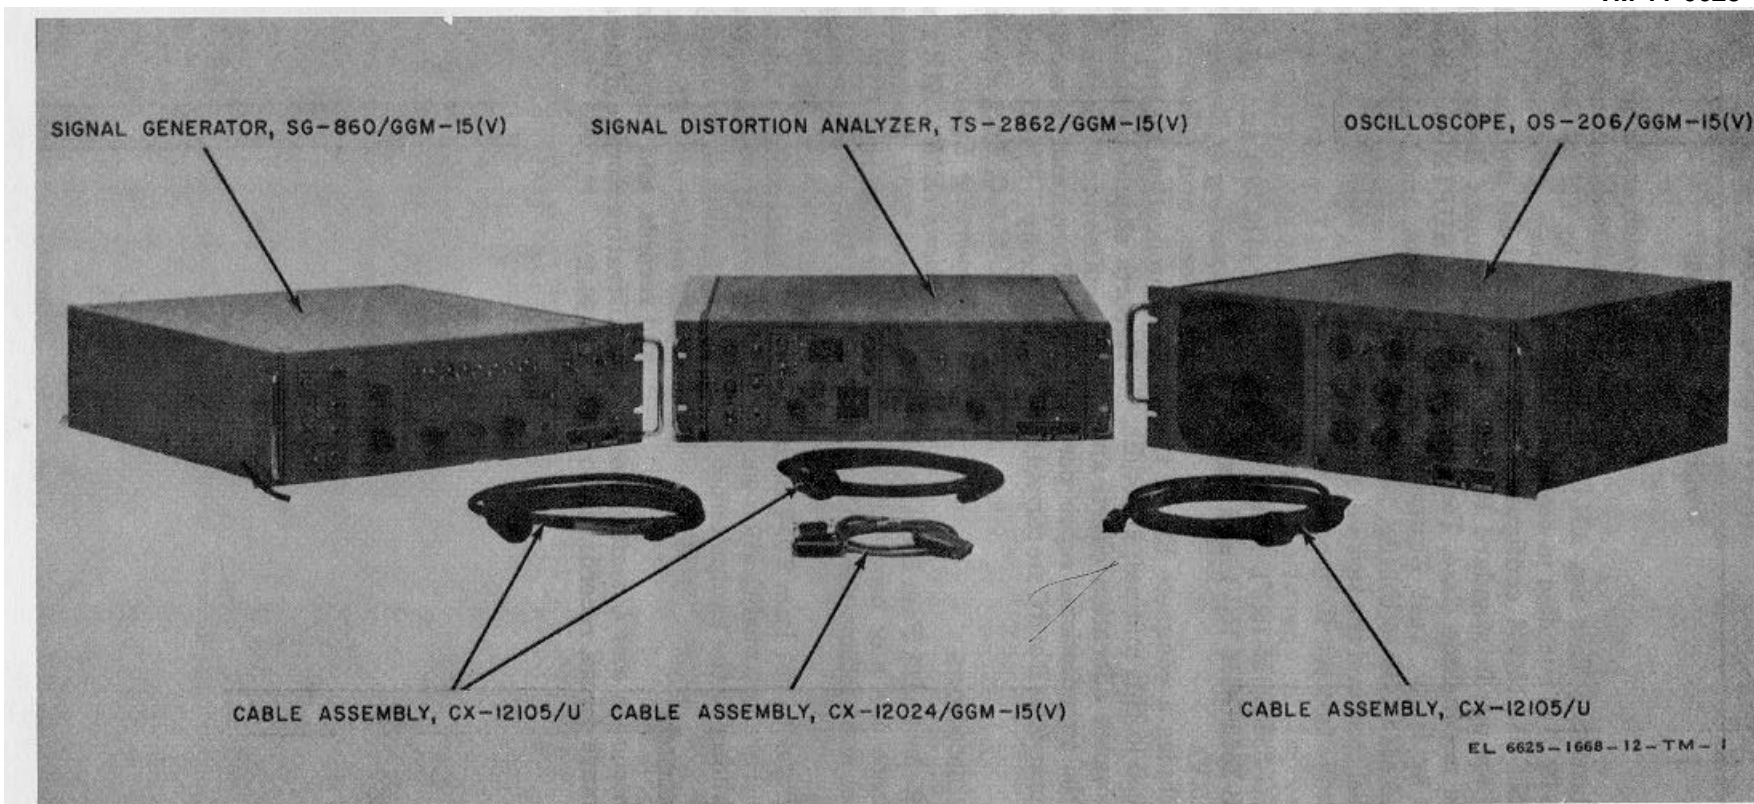 SIGNAL GENERATOR, SG-860/GGM-15(V)
SIGNAL DISTORTION ANALYZER, TS-2862/GGM-15(V)
OSCILLOSCOPE, OS-206/GGM-15(V)
CABLE ASSEMBLY, CX-12105/U
CABLE ASSEMBLY, CX-12024/GGM-15(V)
CABLE ASSEMBLY, CX-12105/U
EL 6625-1668-12-TM-1